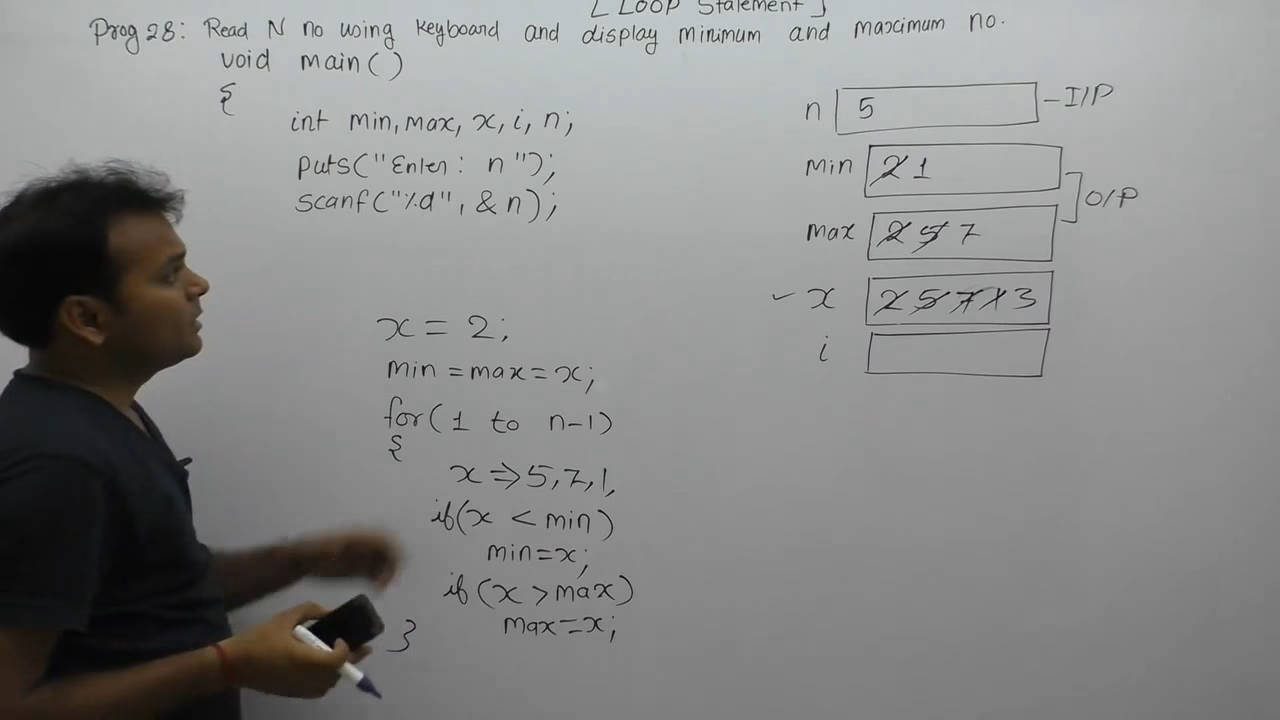 [ LOOP Statement ]
Prog 28: Read N no using keyboard and display minimum and maximum no.
void main()
{
int min, max, x, i, n;
puts("Enter: n");
scanf("%d", &n);
x = 2;
min = max = x;
for(1 to n-1)
{
x => 5,7,1,
if(x < min)
min=x;
if(x > max)
max=x;
}
n 5 - I/P
min 2 1
max 2 5 7
O/P
✓ x 2 5 7 1 3
i